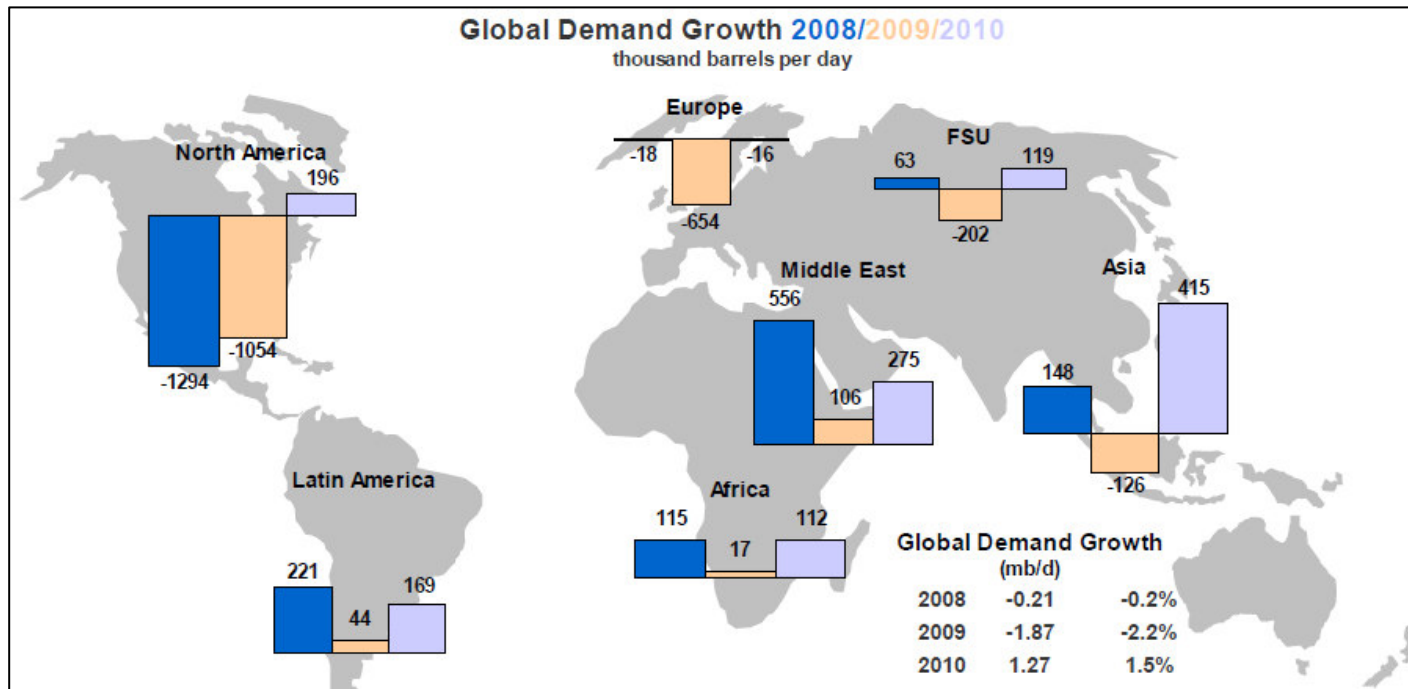 Global Demand Growth 2008/2009/2010
thousand barrels per day
Europe
-18
-16
-654
FSU
63
119
-202
North America
196
-1054
-1294
Middle East
556
106
275
Asia
415
148
-126
Latin America
221
44
169
Africa
115
17
112
Global Demand Growth
(mb/d)
2008 -0.21 -0.2%
2009 -1.87 -2.2%
2010 1.27 1.5%